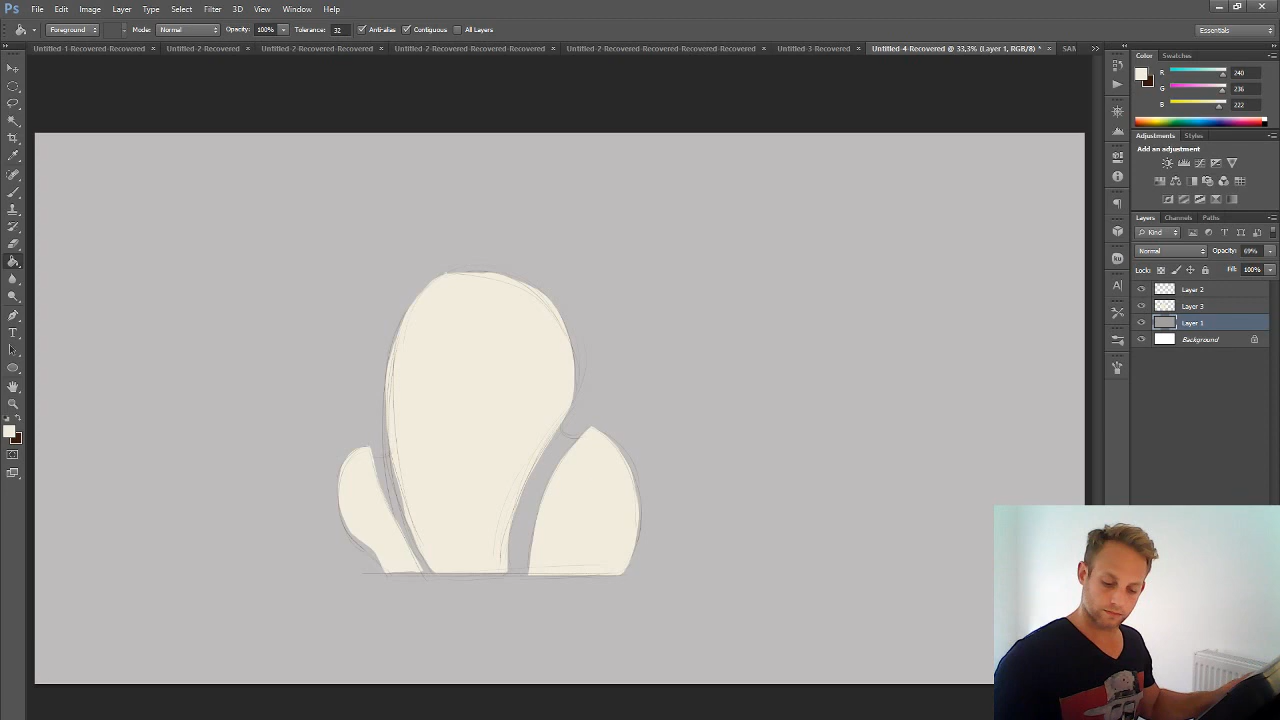 Ps File Edit Image Layer Type Select Filter 3D View Window Help
Foreground Mode: Normal Opacity: 100% Tolerance: 32 Anti-alias Contiguous All Layers Essentials
Untitled-1-Recovered-Recovered × Untitled-2-Recovered × Untitled-2-Recovered-Recovered × Untitled-2-Recovered-Recovered-Recovered × Untitled-2-Recovered-Recovered-Recovered-Recovered × Untitled-3-Recovered × Untitled-4-Recovered @ 33,3% (Layer 1, RGB/8) * ×
Color Swatches
R 240
G 236
B 222
Adjustments Styles
Add an adjustment
Layers Channels Paths
Kind
Normal Opacity: 69%
Lock: Fill: 100%
Layer 2
Layer 3
Layer 1
Background